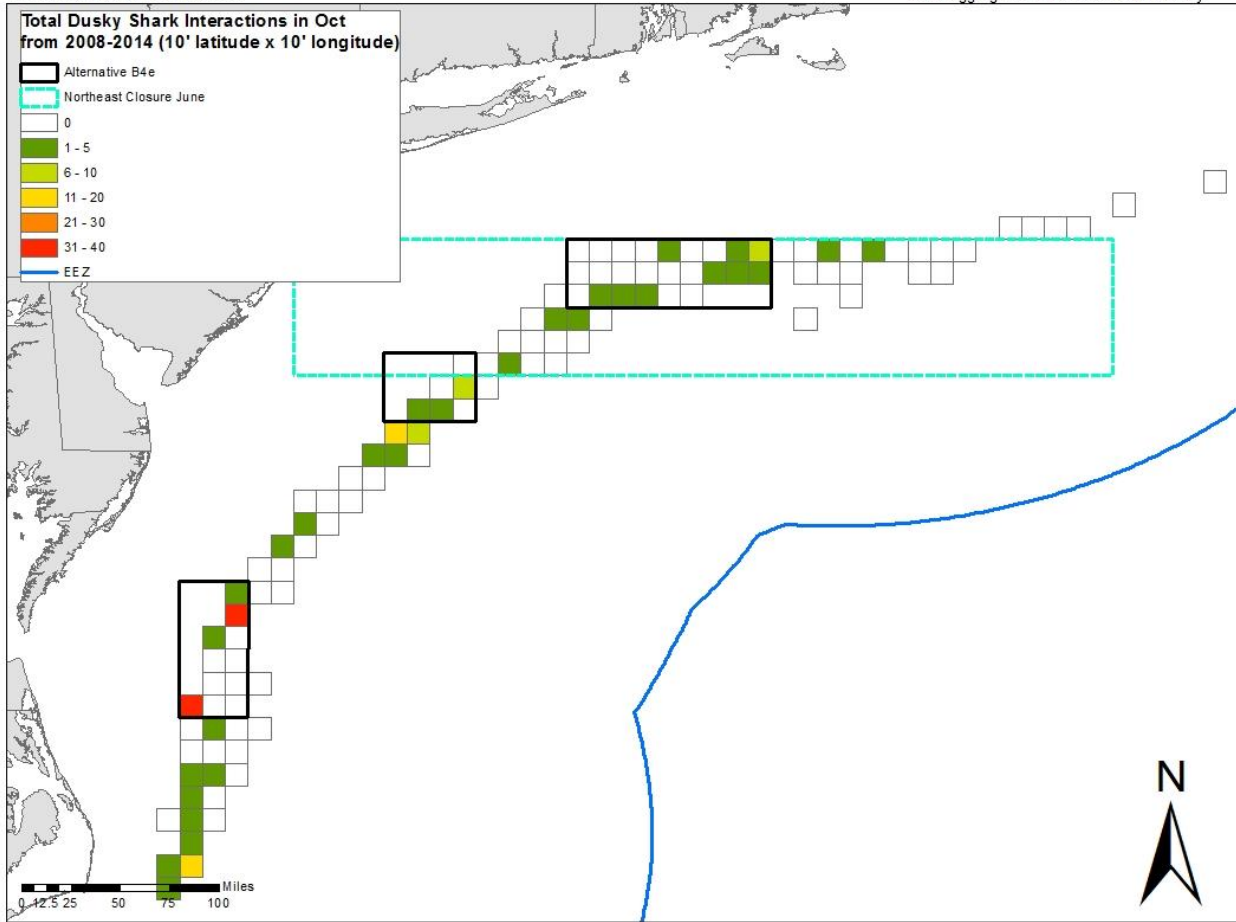 Total Dusky Shark Interactions in Oct
from 2008-2014 (10' latitude x 10' longitude)
Alternative B4e
Northeast Closure June
0
1 - 5
6 - 10
11 - 20
21 - 30
31 - 40
EEZ
N
Miles
0 12.5 25 50 75 100